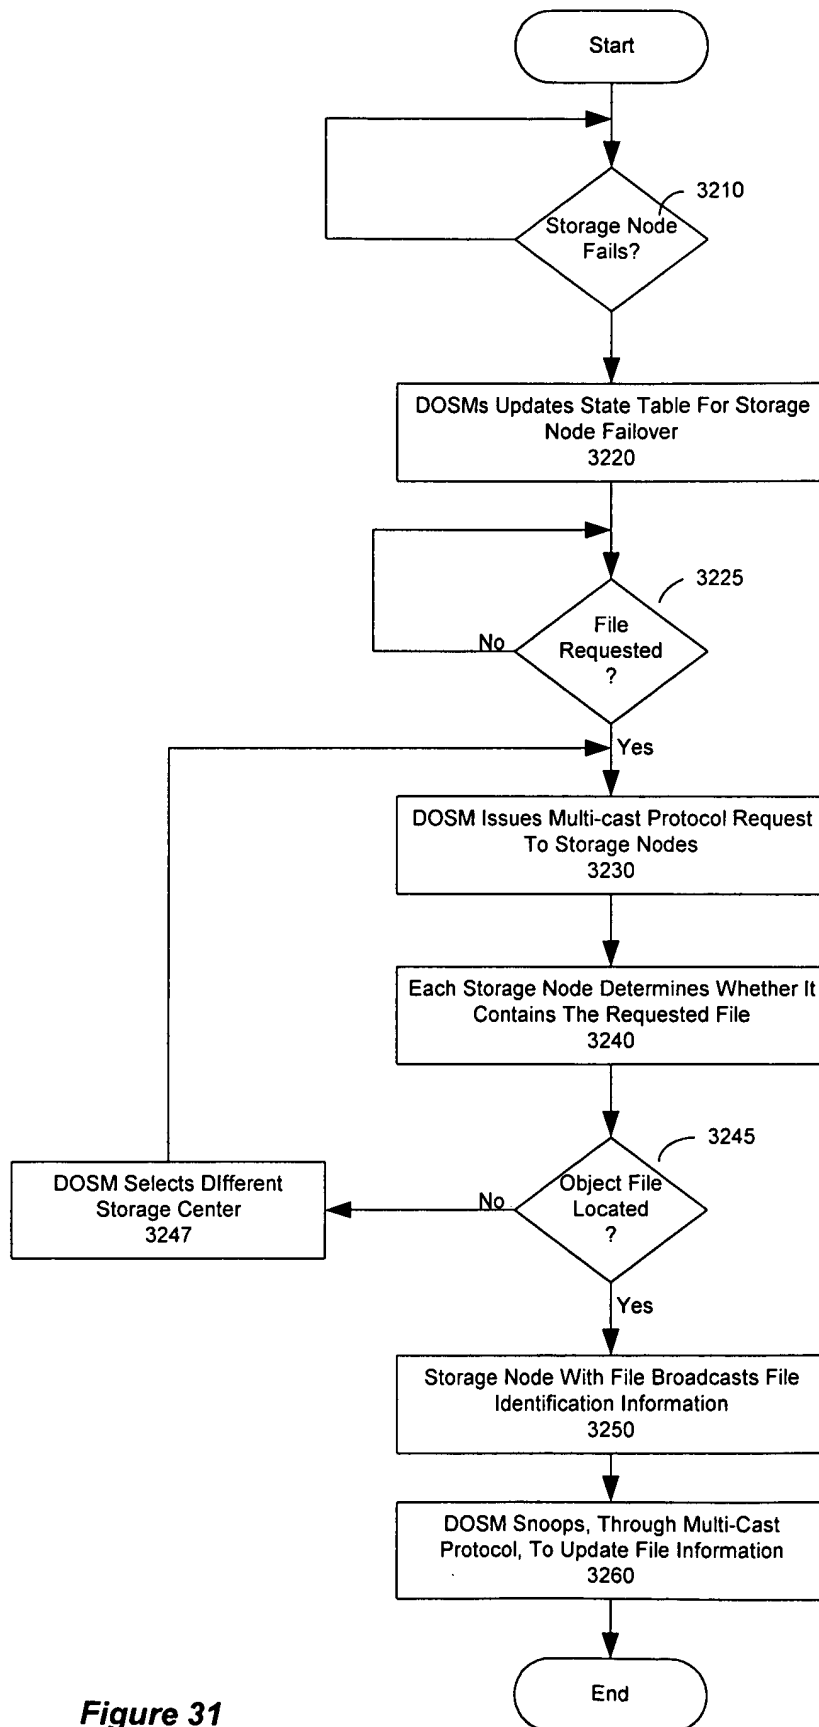 Start
3210
Storage Node
Fails?
DOSMs Updates State Table For Storage
Node Failover
3220
3225
File
Requested
?
No
Yes
DOSM Issues Multi-cast Protocol Request
To Storage Nodes
3230
Each Storage Node Determines Whether It
Contains The Requested File
3240
3245
Object File
Located
?
No
DOSM Selects DIfferent
Storage Center
3247
Yes
Storage Node With File Broadcasts File
Identification Information
3250
DOSM Snoops, Through Multi-Cast
Protocol, To Update File Information
3260
End
Figure 31